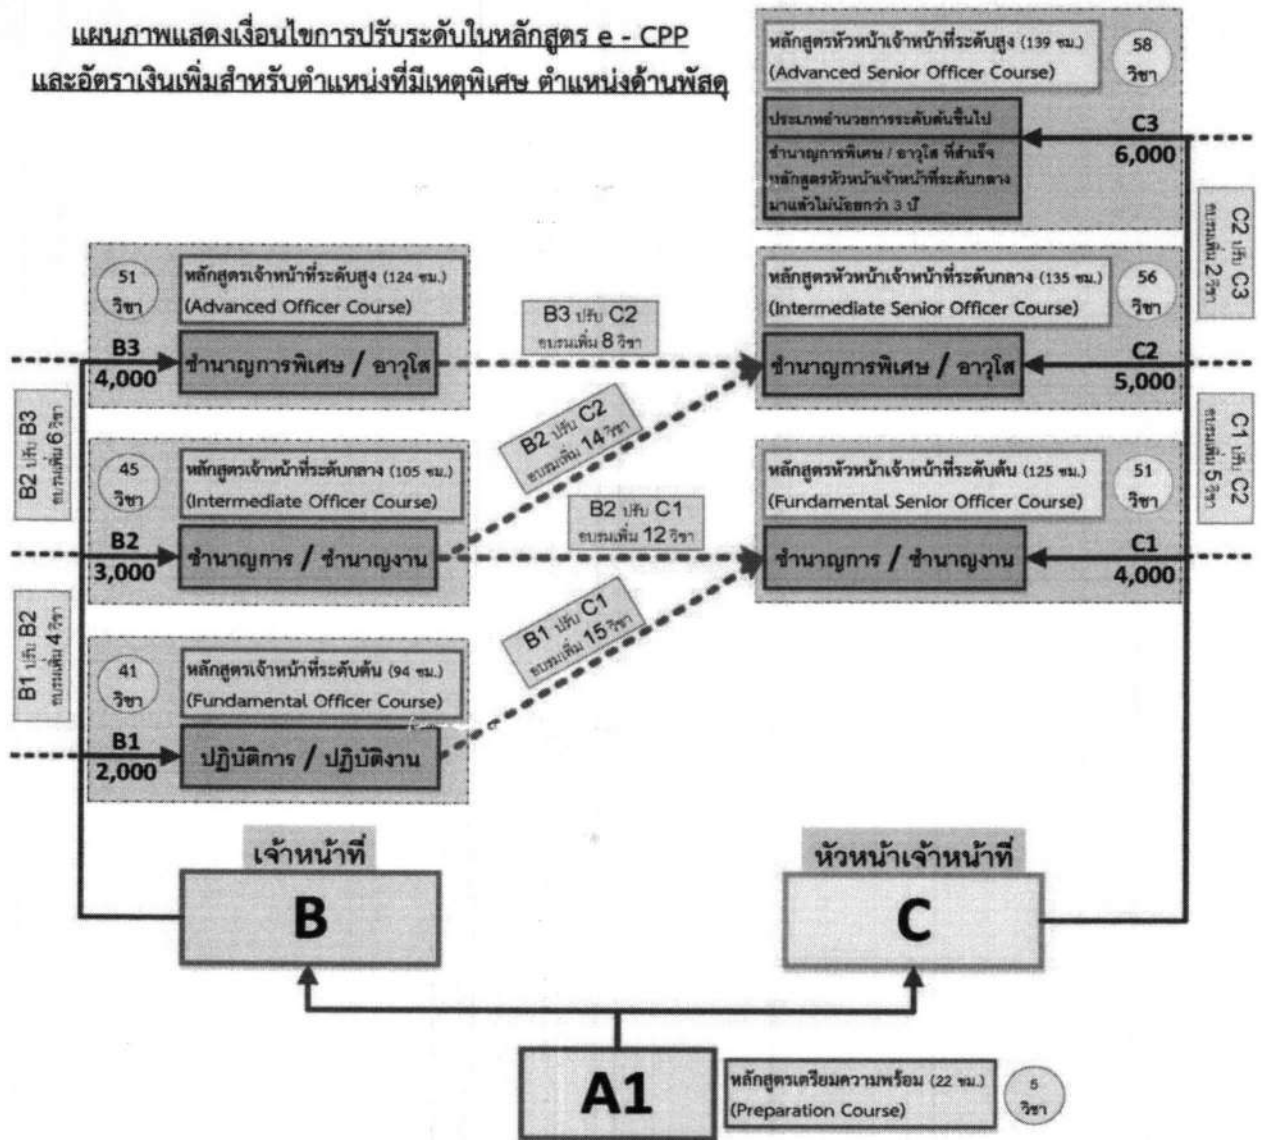 แผนภาพแสดงเงื่อนไขการปรับระดับในหลักสูตร e - CPP
และอัตราเงินเพิ่มสำหรับตำแหน่งที่มีเหตุพิเศษ ตำแหน่งด้านพัสดุ
หลักสูตรหัวหน้าเจ้าหน้าที่ระดับสูง (139 ชม.)
(Advanced Senior Officer Course)
58
วิชา
ประเภทอำนวยการระดับต้นขึ้นไป
ชำนาญการพิเศษ / อาวุโส ที่สำเร็จ
หลักสูตรหัวหน้าเจ้าหน้าที่ระดับกลาง
มาแล้วไม่น้อยกว่า 3 ปี
C3
6,000
C2 ปรับ C3
อบรมเพิ่ม 2 วิชา
51
วิชา
หลักสูตรเจ้าหน้าที่ระดับสูง (124 ชม.)
(Advanced Officer Course)
B3
4,000
ชำนาญการพิเศษ / อาวุโส
B3 ปรับ C2
อบรมเพิ่ม 8 วิชา
หลักสูตรหัวหน้าเจ้าหน้าที่ระดับกลาง (135 ชม.)
(Intermediate Senior Officer Course)
56
วิชา
ชำนาญการพิเศษ / อาวุโส
C2
5,000
B2 ปรับ B3
อบรมเพิ่ม 6 วิชา
B2 ปรับ C2
อบรมเพิ่ม 14 วิชา
C1 ปรับ C2
อบรมเพิ่ม 5 วิชา
45
วิชา
หลักสูตรเจ้าหน้าที่ระดับกลาง (105 ชม.)
(Intermediate Officer Course)
B2
3,000
ชำนาญการ / ชำนาญงาน
B2 ปรับ C1
อบรมเพิ่ม 12 วิชา
หลักสูตรหัวหน้าเจ้าหน้าที่ระดับต้น (125 ชม.)
(Fundamental Senior Officer Course)
51
วิชา
ชำนาญการ / ชำนาญงาน
C1
4,000
B1 ปรับ B2
อบรมเพิ่ม 4 วิชา
B1 ปรับ C1
อบรมเพิ่ม 15 วิชา
41
วิชา
หลักสูตรเจ้าหน้าที่ระดับต้น (94 ชม.)
(Fundamental Officer Course)
B1
2,000
ปฏิบัติการ / ปฏิบัติงาน
เจ้าหน้าที่
B
หัวหน้าเจ้าหน้าที่
C
A1
หลักสูตรเตรียมความพร้อม (22 ชม.)
(Preparation Course)
5
วิชา